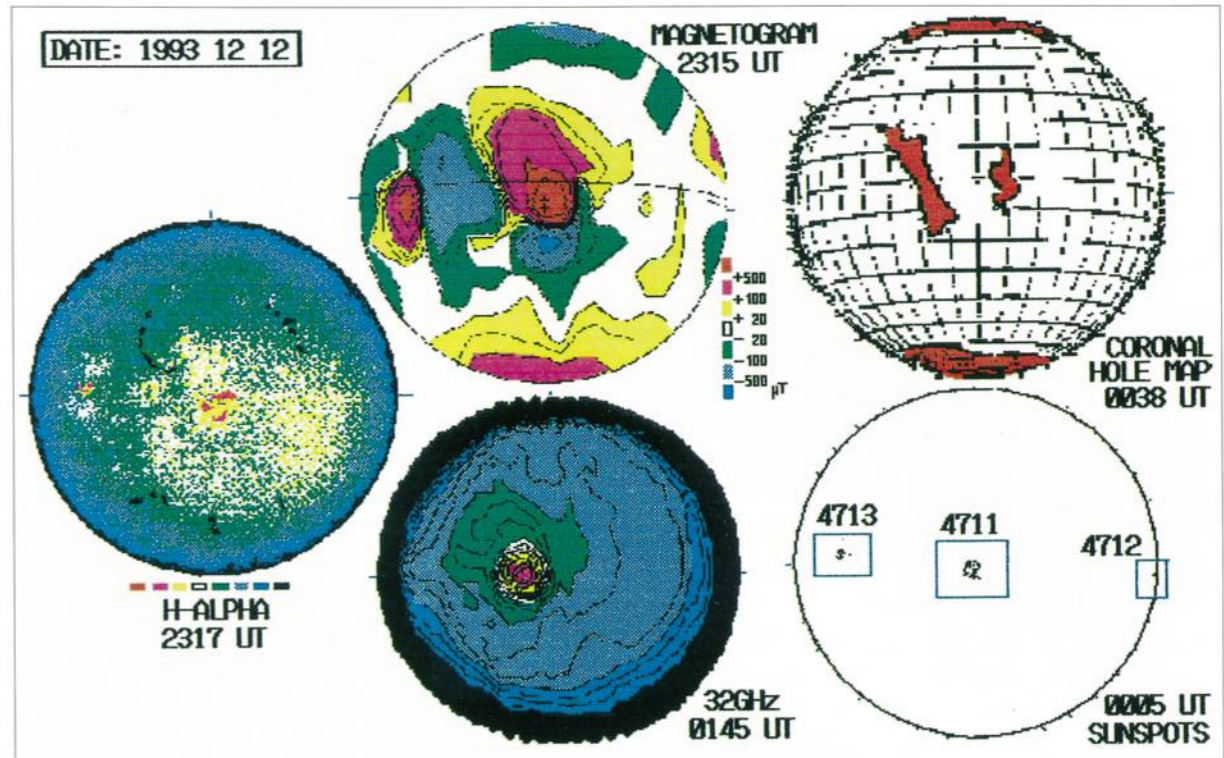 DATE: 1993 12 12
MAGNETOGRAM
2315 UT
+500
+100
+ 20
- 20
-100
-500 µT
CORONAL
HOLE MAP
0038 UT
H-ALPHA
2317 UT
32GHz
0145 UT
4713
4711
4712
0005 UT
SUNSPOTS